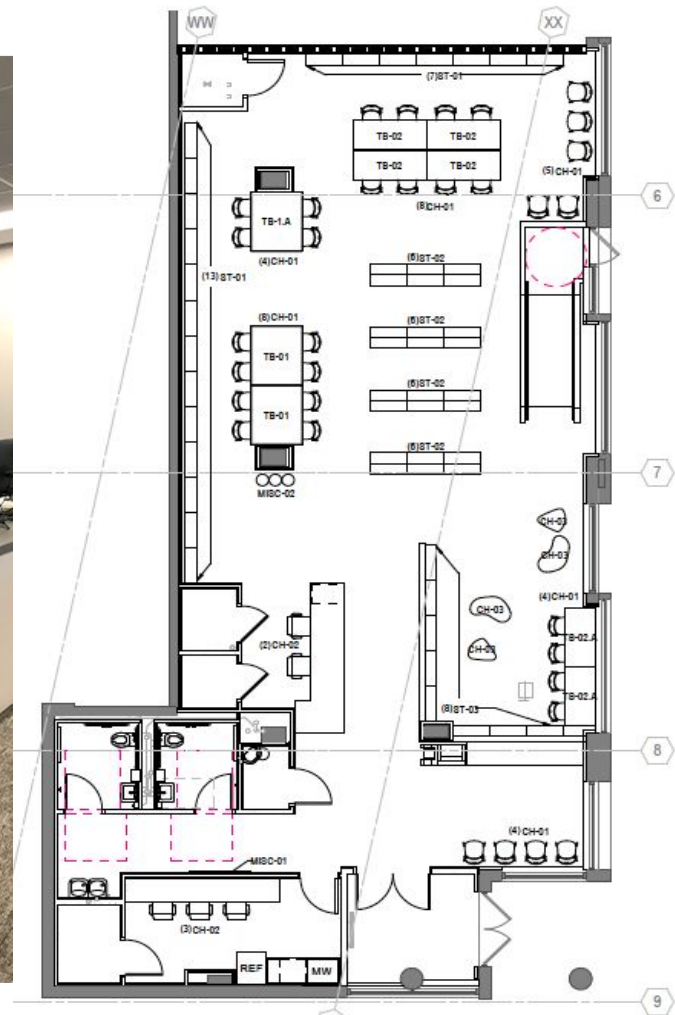 WW
XX
(7)ST-01
TB-02
TB-02
TB-02
TB-02
(5)CH-01
6
(8)CH-01
TB-1.A
(4)CH-01
(13)ST-01
(6)ST-02
(8)CH-01
TB-01
(6)ST-02
TB-01
(6)ST-02
(6)ST-02
7
MISC-02
CH-03
CH-03
(4)CH-01
CH-03
TB-02.A
(2)CH-02
CH-03
TB-02.A
(8)ST-03
8
(4)CH-01
MISC-01
(3)CH-02
REF
MW
9